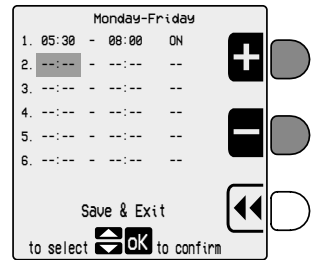 Monday-Friday
1. 05:30 - 08:00 ON
2. --:-- - --:-- --
3. --:-- - --:-- --
4. --:-- - --:-- --
5. --:-- - --:-- --
6. --:-- - --:-- --
Save & Exit
to select OK to confirm